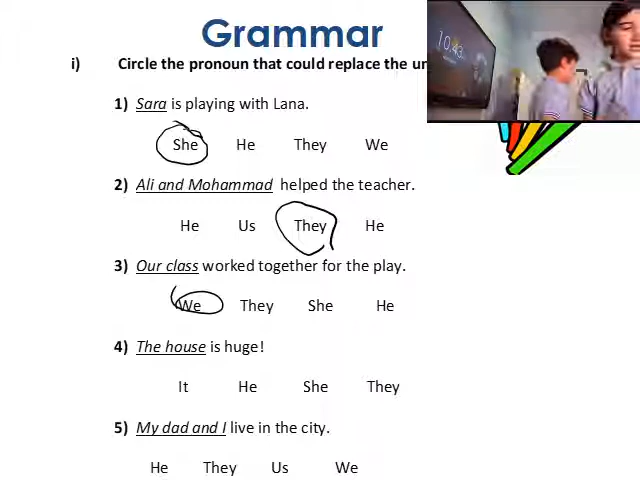 Grammar
i) Circle the pronoun that could replace the
10:43
1) Sara is playing with Lana.
She He They We
2) Ali and Mohammad helped the teacher.
He Us They He
3) Our class worked together for the play.
We They She He
4) The house is huge!
It He She They
5) My dad and I live in the city.
He They Us We